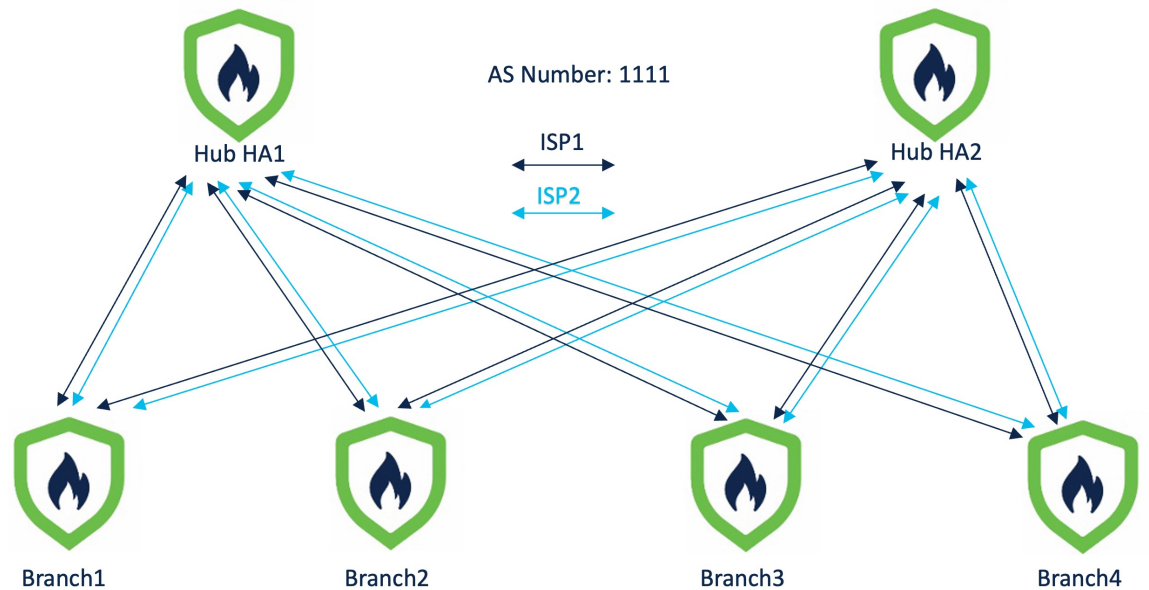 AS Number: 1111
ISP1
Hub HA1
Hub HA2
ISP2
Branch1
Branch2
Branch3
Branch4